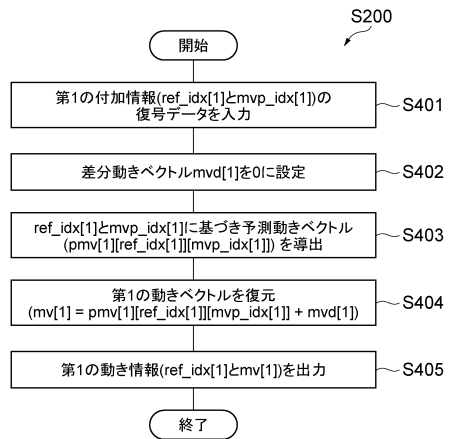 S200
開始
第1の付加情報(ref_idx[1]とmvp_idx[1])の
復号データを入力
S401
差分動きベクトルmvd[1]を0に設定
S402
ref_idx[1]とmvp_idx[1]に基づき予測動きベクトル
(pmv[1][ref_idx[1]][mvp_idx[1]]) を導出
S403
第1の動きベクトルを復元
(mv[1] = pmv[1][ref_idx[1]][mvp_idx[1]] + mvd[1])
S404
第1の動き情報(ref_idx[1]とmv[1])を出力
S405
終了